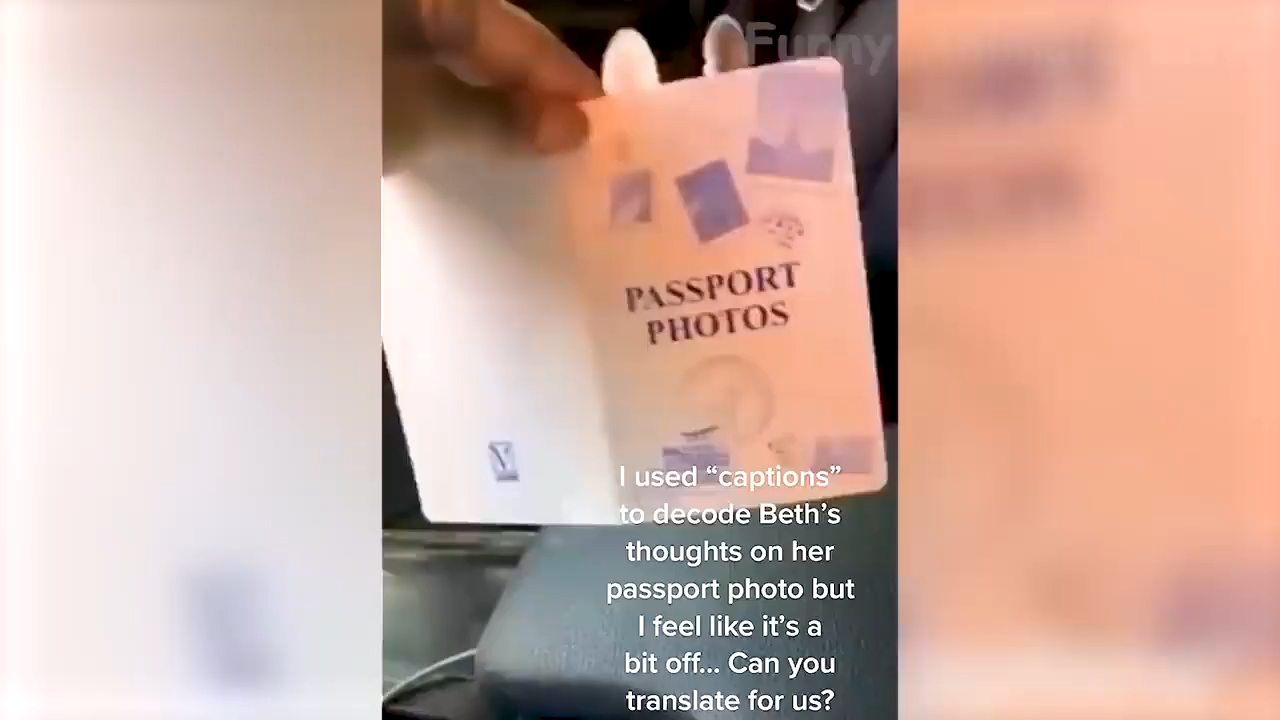 Funny
PASSPORT
PHOTOS
I used “captions”
to decode Beth’s
thoughts on her
passport photo but
I feel like it’s a
bit off... Can you
translate for us?